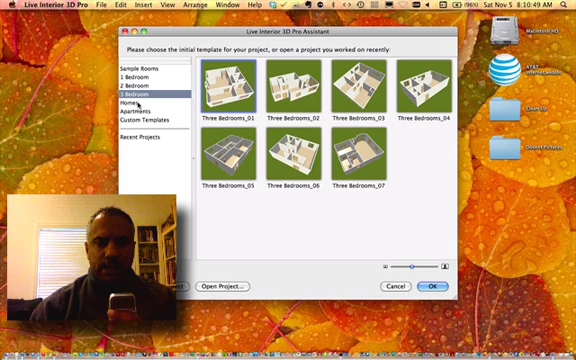 Live Interior 3D Pro File Edit Insert View Arrange Window Help Sat Nov 5 8:10:49 AM
Live Interior 3D Pro Assistant
Please choose the initial template for your project, or open a project you worked on recently:
Sample Rooms
1 Bedroom
2 Bedroom
3 Bedroom
Homes
Apartments
Custom Templates
Recent Projects
Three Bedrooms_01 Three Bedrooms_02 Three Bedrooms_03 Three Bedrooms_04
Three Bedrooms_05 Three Bedrooms_06 Three Bedrooms_07
Open Project... Cancel OK
Macintosh HD
AT&T
Clean Up